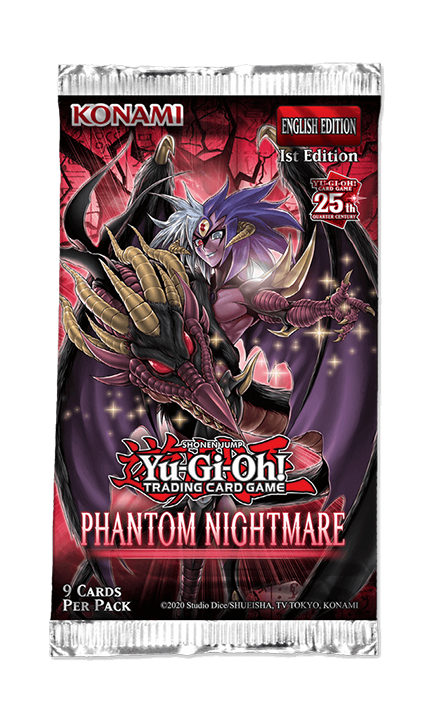 KONAMI
ENGLISH EDITION
1st Edition
YU-GI-OH!
CARD GAME
25th
QUARTER CENTURY
SHONEN JUMP
Yu-Gi-Oh!
TRADING CARD GAME
PHANTOM NIGHTMARE
9 CARDS
PER PACK
©2020 Studio Dice/SHUEISHA, TV TOKYO, KONAMI